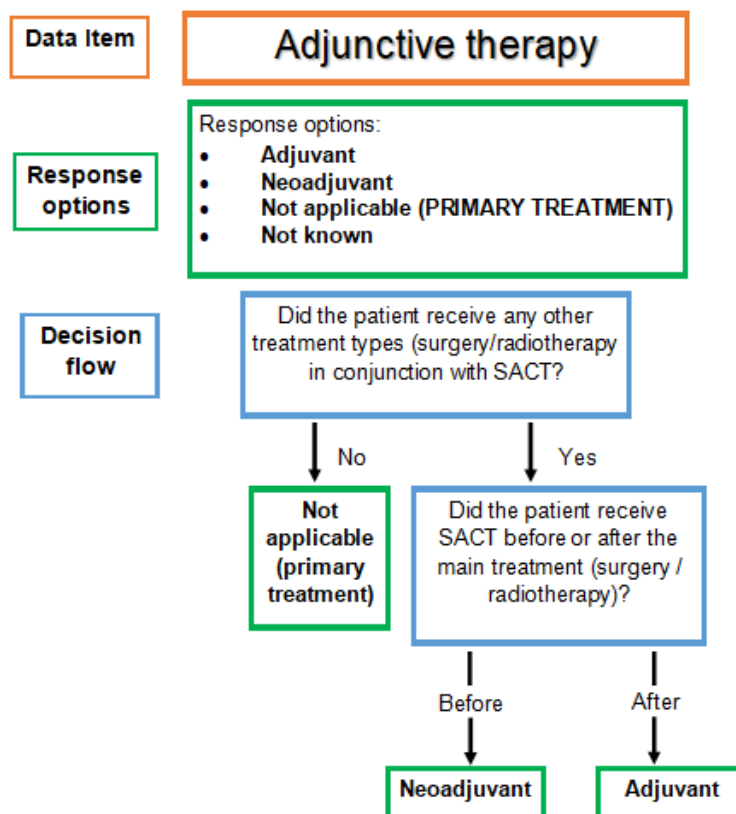 Data Item
Adjunctive therapy
Response options:
• Adjuvant
• Neoadjuvant
• Not applicable (PRIMARY TREATMENT)
• Not known
Response
options
Decision
flow
Did the patient receive any other
treatment types (surgery/radiotherapy
in conjunction with SACT?
No
Yes
Not
applicable
(primary
treatment)
Did the patient receive
SACT before or after the
main treatment (surgery /
radiotherapy)?
Before
After
Neoadjuvant
Adjuvant